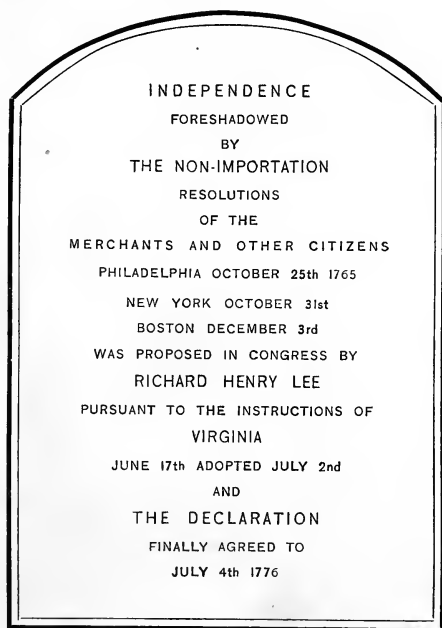 INDEPENDENCE
FORESHADOWED
BY
THE NON-IMPORTATION
RESOLUTIONS
OF THE
MERCHANTS AND OTHER CITIZENS
PHILADELPHIA OCTOBER 25th 1765
NEW YORK OCTOBER 31st
BOSTON DECEMBER 3rd
WAS PROPOSED IN CONGRESS BY
RICHARD HENRY LEE
PURSUANT TO THE INSTRUCTIONS OF
VIRGINIA
JUNE 17th ADOPTED JULY 2nd
AND
THE DECLARATION
FINALLY AGREED TO
JULY 4th 1776